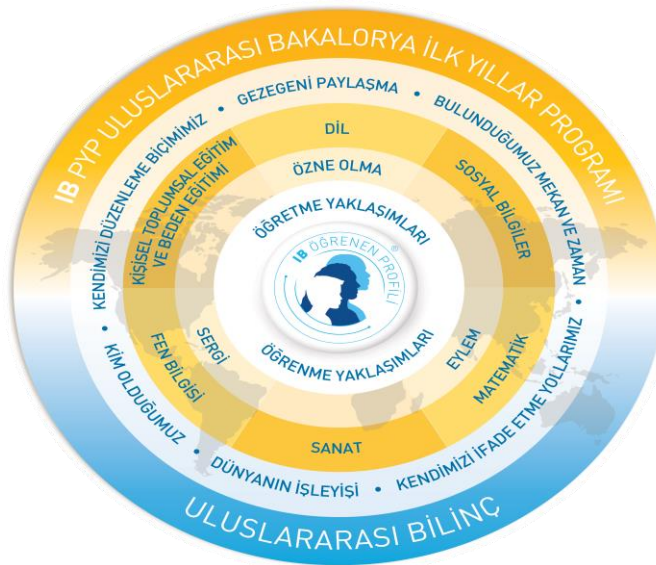 IB PYP ULUSLARARASI BAKALORYA İLK YILLAR PROGRAMI
KENDİMİZİ DÜZENLEME BİÇİMİMİZ • GEZEGENİ PAYLAŞMA • BULUNDUĞUMUZ MEKAN VE ZAMAN •
KİM OLDUĞUMUZ • DÜNYANIN İŞLEYİŞİ • KENDİMİZİ İFADE ETME YOLLARIMIZ •
DİL
SOSYAL BİLGİLER
MATEMATİK
SANAT
FEN BİLGİSİ
KİŞİSEL TOPLUMSAL EĞİTİM
VE BEDEN EĞİTİMİ
ÖZNE OLMA
EYLEM
SERGİ
ÖĞRETME YAKLAŞIMLARI
IB ÖĞRENEN PROFİLİ ®
ÖĞRENME YAKLAŞIMLARI
ULUSLARARASI BİLİNÇ